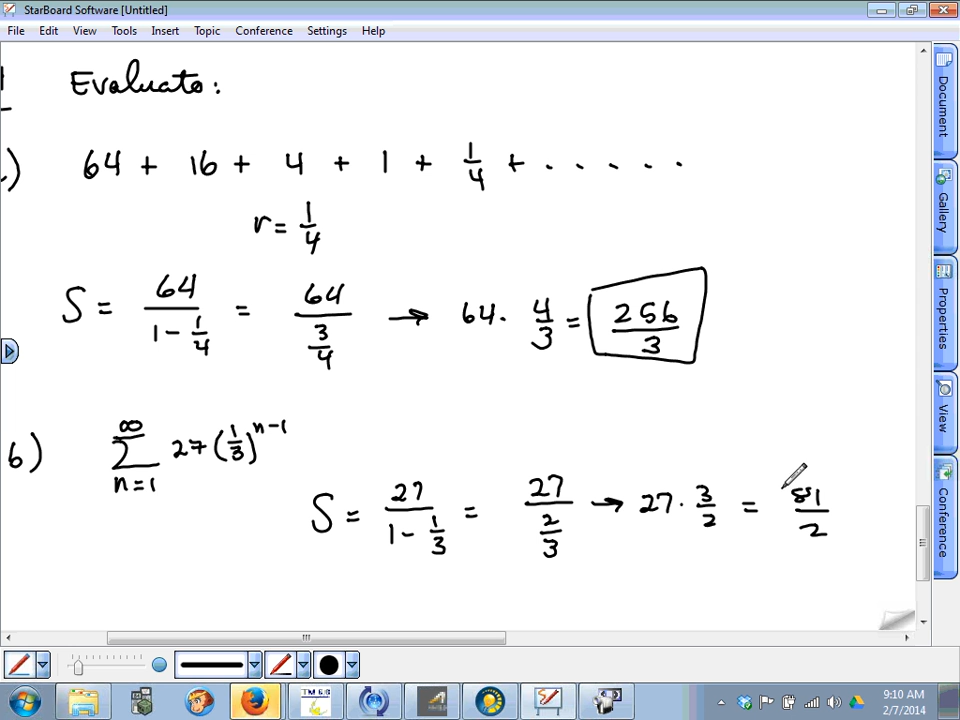 StarBoard Software [Untitled]
File Edit View Tools Insert Topic Conference Settings Help
Evaluate:
64 + 16 + 4 + 1 + 1/4 + . . . . .
r = 1/4
S = 64/(1 - 1/4) = 64/(3/4) → 64 · 4/3 = 256/3
b) ∞ Σ n=1 27(1/3)^(n-1)
S = 27/(1 - 1/3) = 27/(2/3) → 27 · 3/2 = 81/2
Document
Gallery
Properties
View
Conference
TM 6.0
9:10 AM
2/7/2014